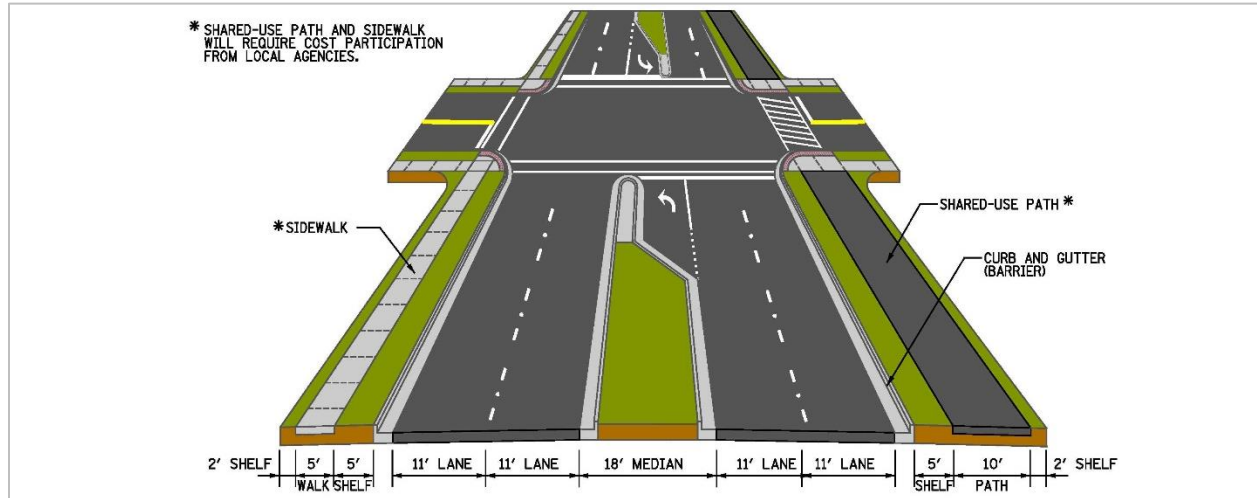 * SHARED-USE PATH AND SIDEWALK
WILL REQUIRE COST PARTICIPATION
FROM LOCAL AGENCIES.
SHARED-USE PATH *
* SIDEWALK
CURB AND GUTTER
(BARRIER)
2' SHELF 5' 5' 11' LANE 11' LANE 18' MEDIAN 11' LANE 11' LANE 5' 10' 2' SHELF
WALK SHELF SHELF PATH